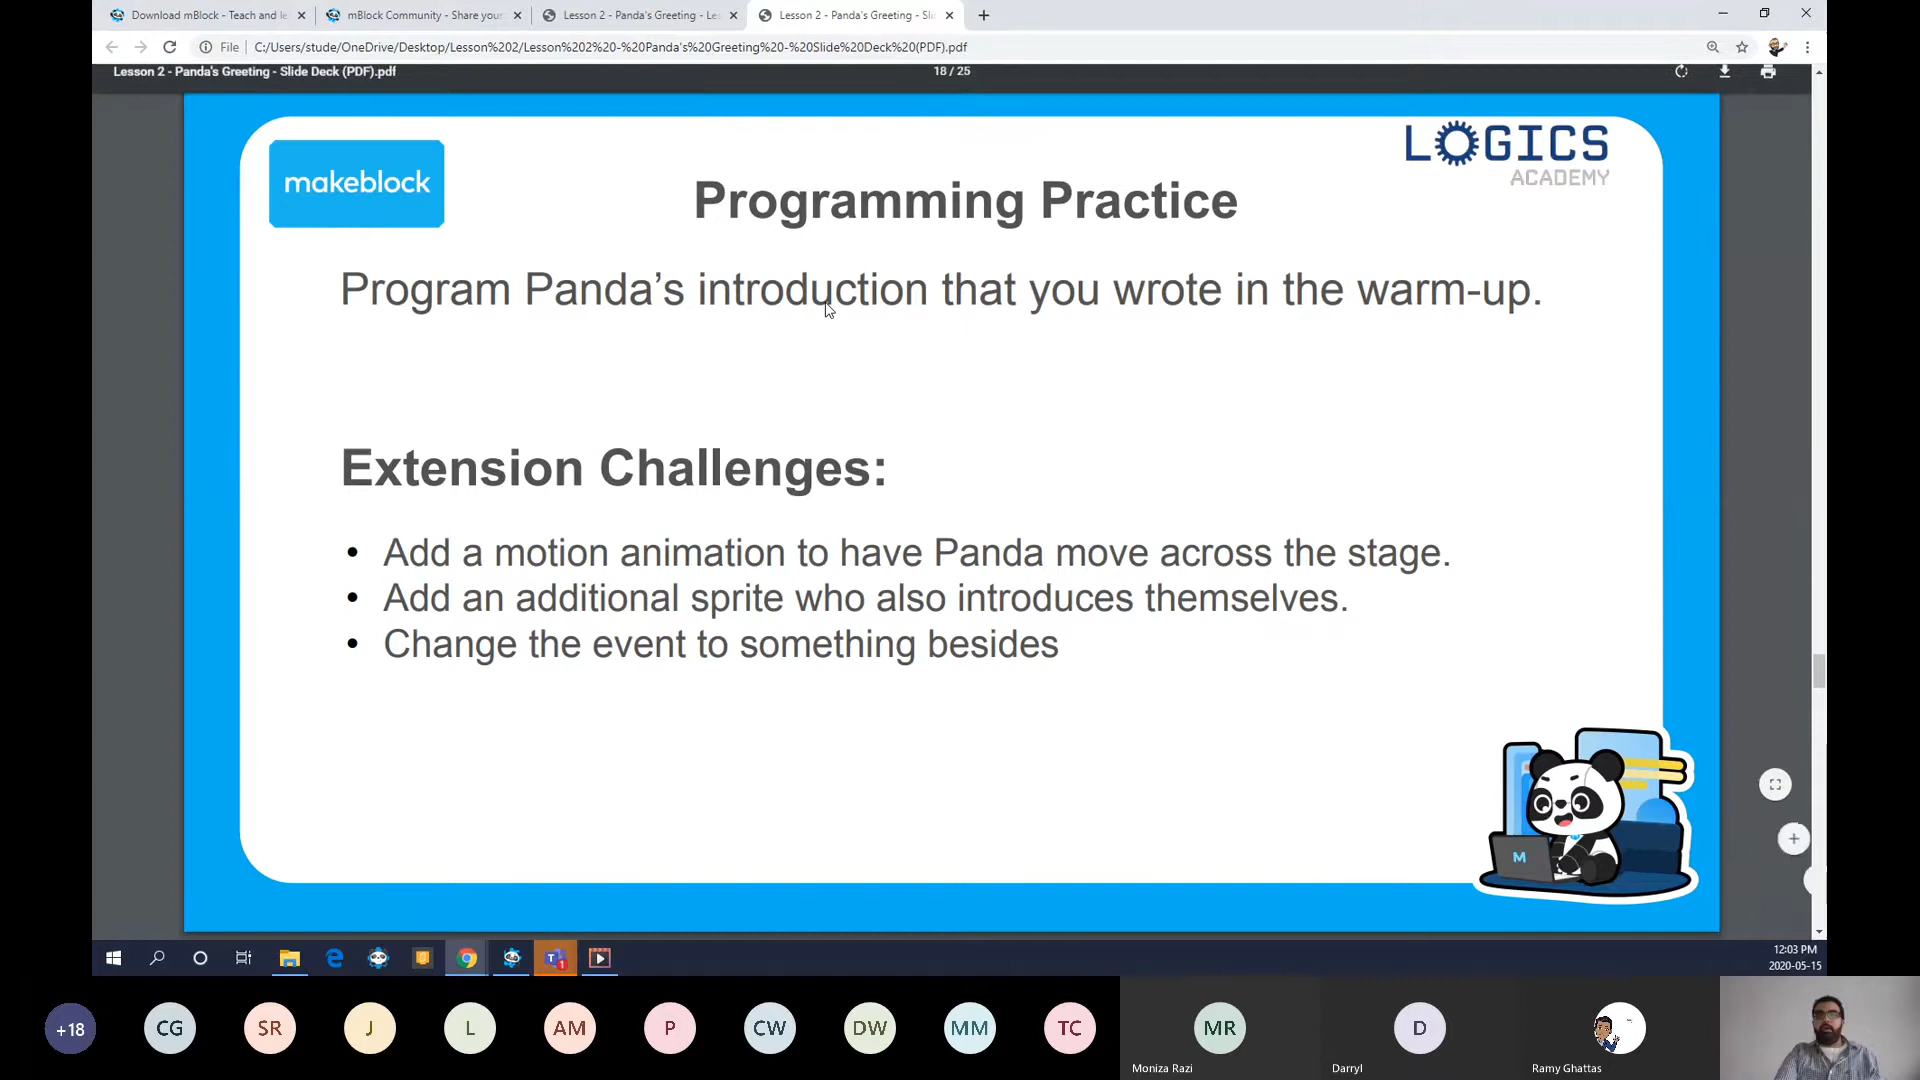 Download mBlock - Teach and le
mBlock Community - Share your
Lesson 2 - Panda's Greeting - Les
Lesson 2 - Panda's Greeting - Sli
File
C:/Users/stude/OneDrive/Desktop/Lesson%202/Lesson%202%20-%20Panda's%20Greeting%20-%20Slide%20Deck%20(PDF).pdf
Lesson 2 - Panda's Greeting - Slide Deck (PDF).pdf
18 / 25
makeblock
LOGICS
ACADEMY
Programming Practice
Program Panda’s introduction that you wrote in the warm-up.
Extension Challenges:
• Add a motion animation to have Panda move across the stage.
• Add an additional sprite who also introduces themselves.
• Change the event to something besides
M
12:03 PM
2020-05-15
+18
CG
SR
J
L
AM
P
CW
DW
MM
TC
MR
D
Moniza Razi
Darryl
Ramy Ghattas